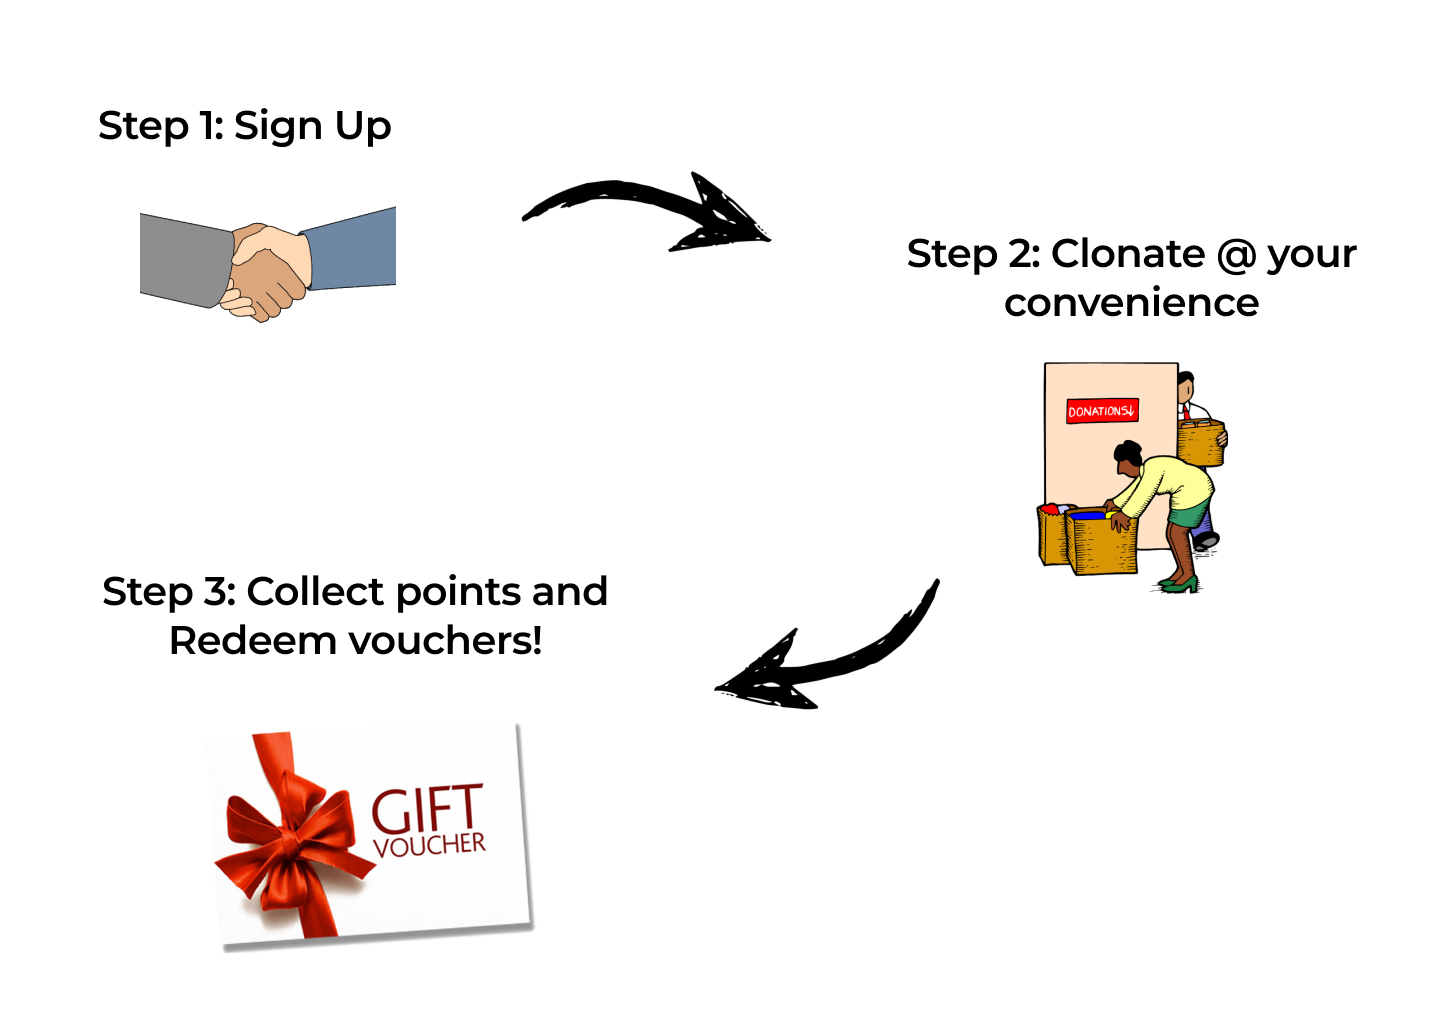 Step 1: Sign Up
Step 2: Clonate @ your
convenience
DONATIONS↓
Step 3: Collect points and
Redeem vouchers!
GIFT
VOUCHER